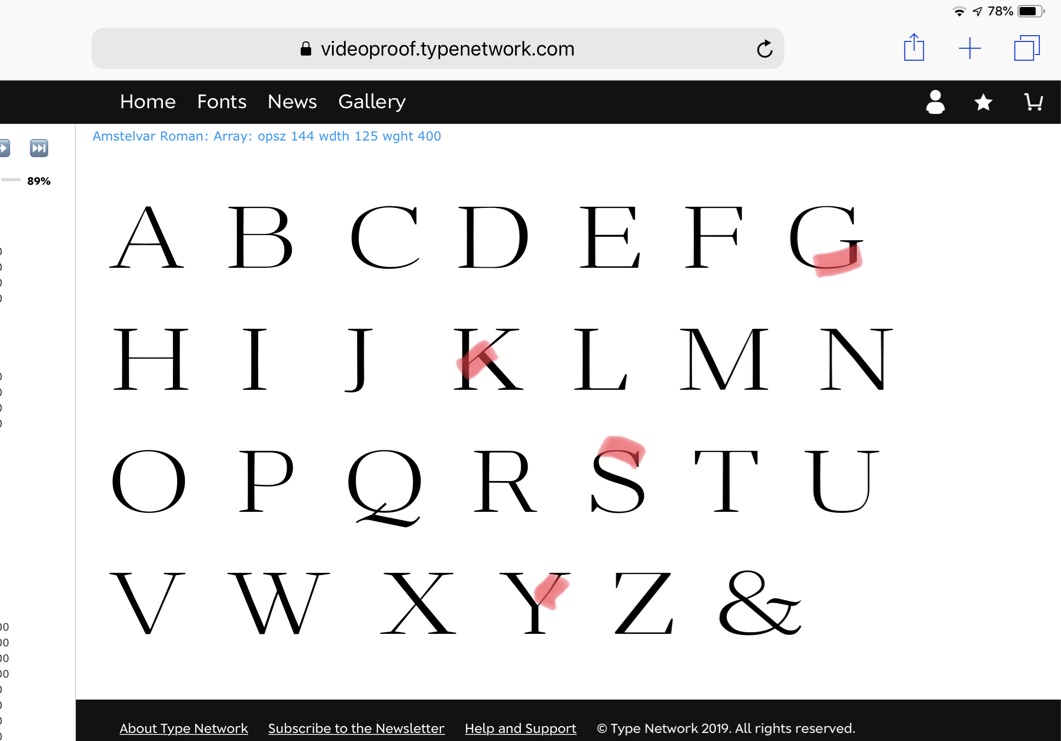 78%
videoproof.typenetwork.com
Home Fonts News Gallery
Amstelvar Roman: Array: opsz 144 wdth 125 wght 400
89%
A B C D E F G
H I J K L M N
O P Q R S T U
V W X Y Z &
About Type Network Subscribe to the Newsletter Help and Support © Type Network 2019. All rights reserved.